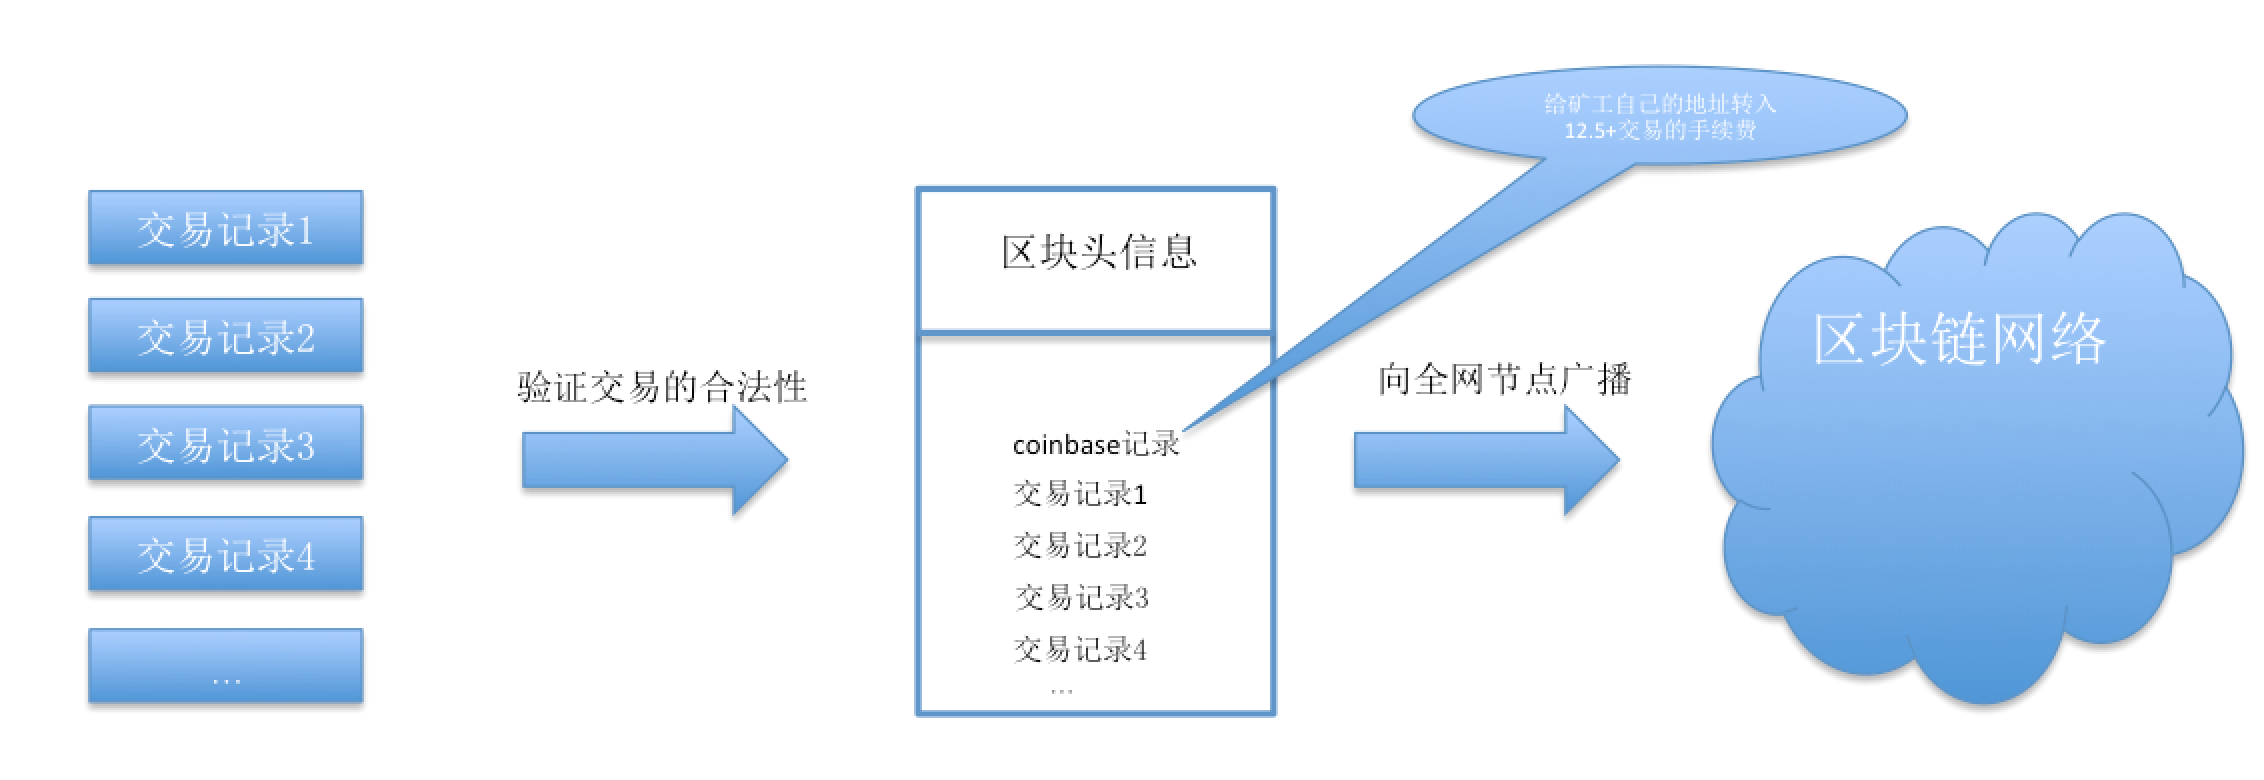 交易记录1
交易记录2
交易记录3
交易记录4
...
验证交易的合法性
区块头信息
coinbase记录
交易记录1
交易记录2
交易记录3
交易记录4
...
给矿工自己的地址转入
12.5+交易的手续费
向全网节点广播
区块链网络